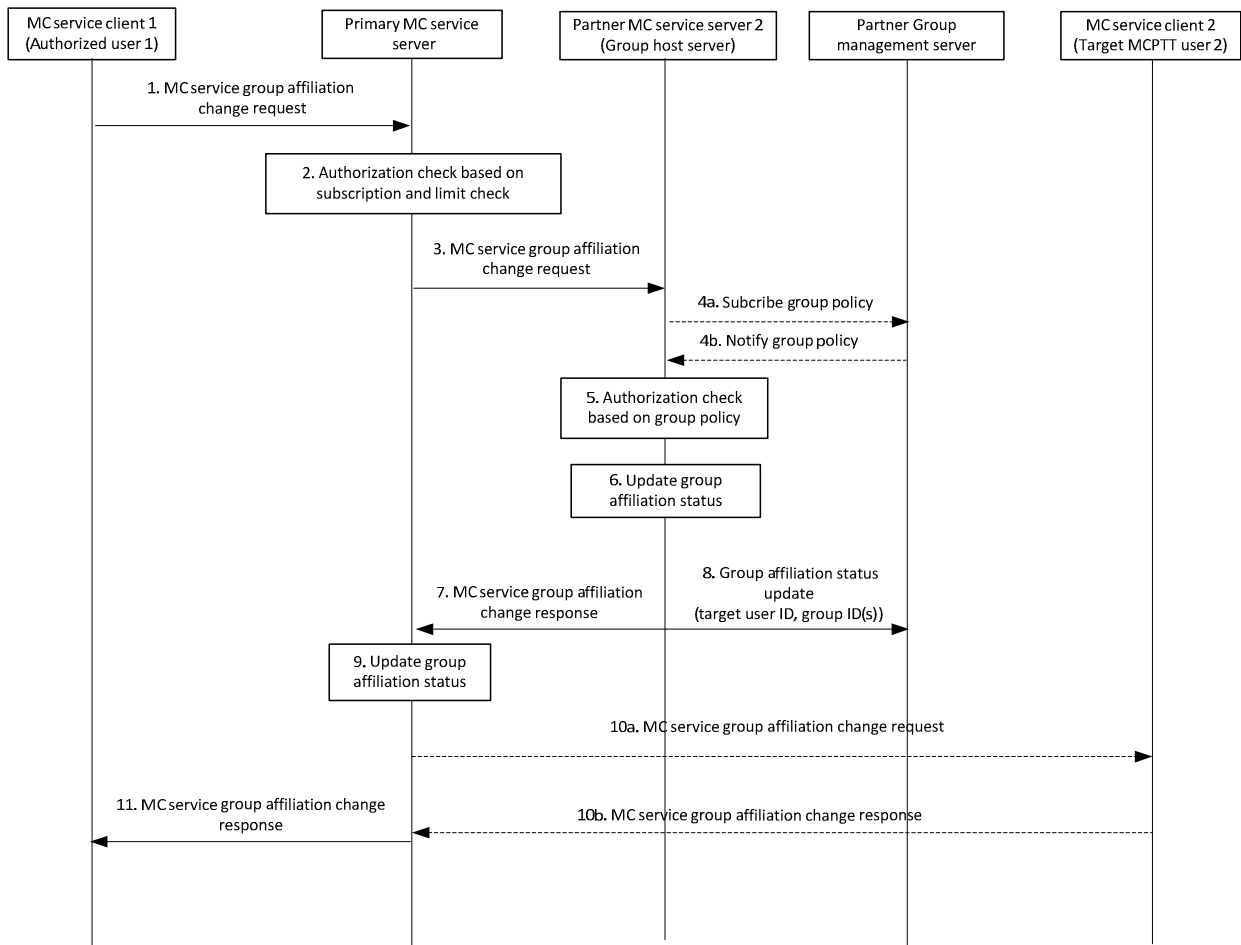 MC service client 1
(Authorized user 1)
Primary MC service
server
Partner MC service server 2
(Group host server)
Partner Group
management server
MC service client 2
(Target MCPTT user 2)
1. MC service group affiliation
change request
2. Authorization check based on
subscription and limit check
3. MC service group affiliation
change request
4a. Subcribe group policy
4b. Notify group policy
5. Authorization check
based on group policy
6. Update group
affiliation status
7. MC service group affiliation
change response
8. Group affiliation status
update
(target user ID, group ID(s))
9. Update group
affiliation status
10a. MC service group affiliation change request
10b. MC service group affiliation change response
11. MC service group affiliation change
response